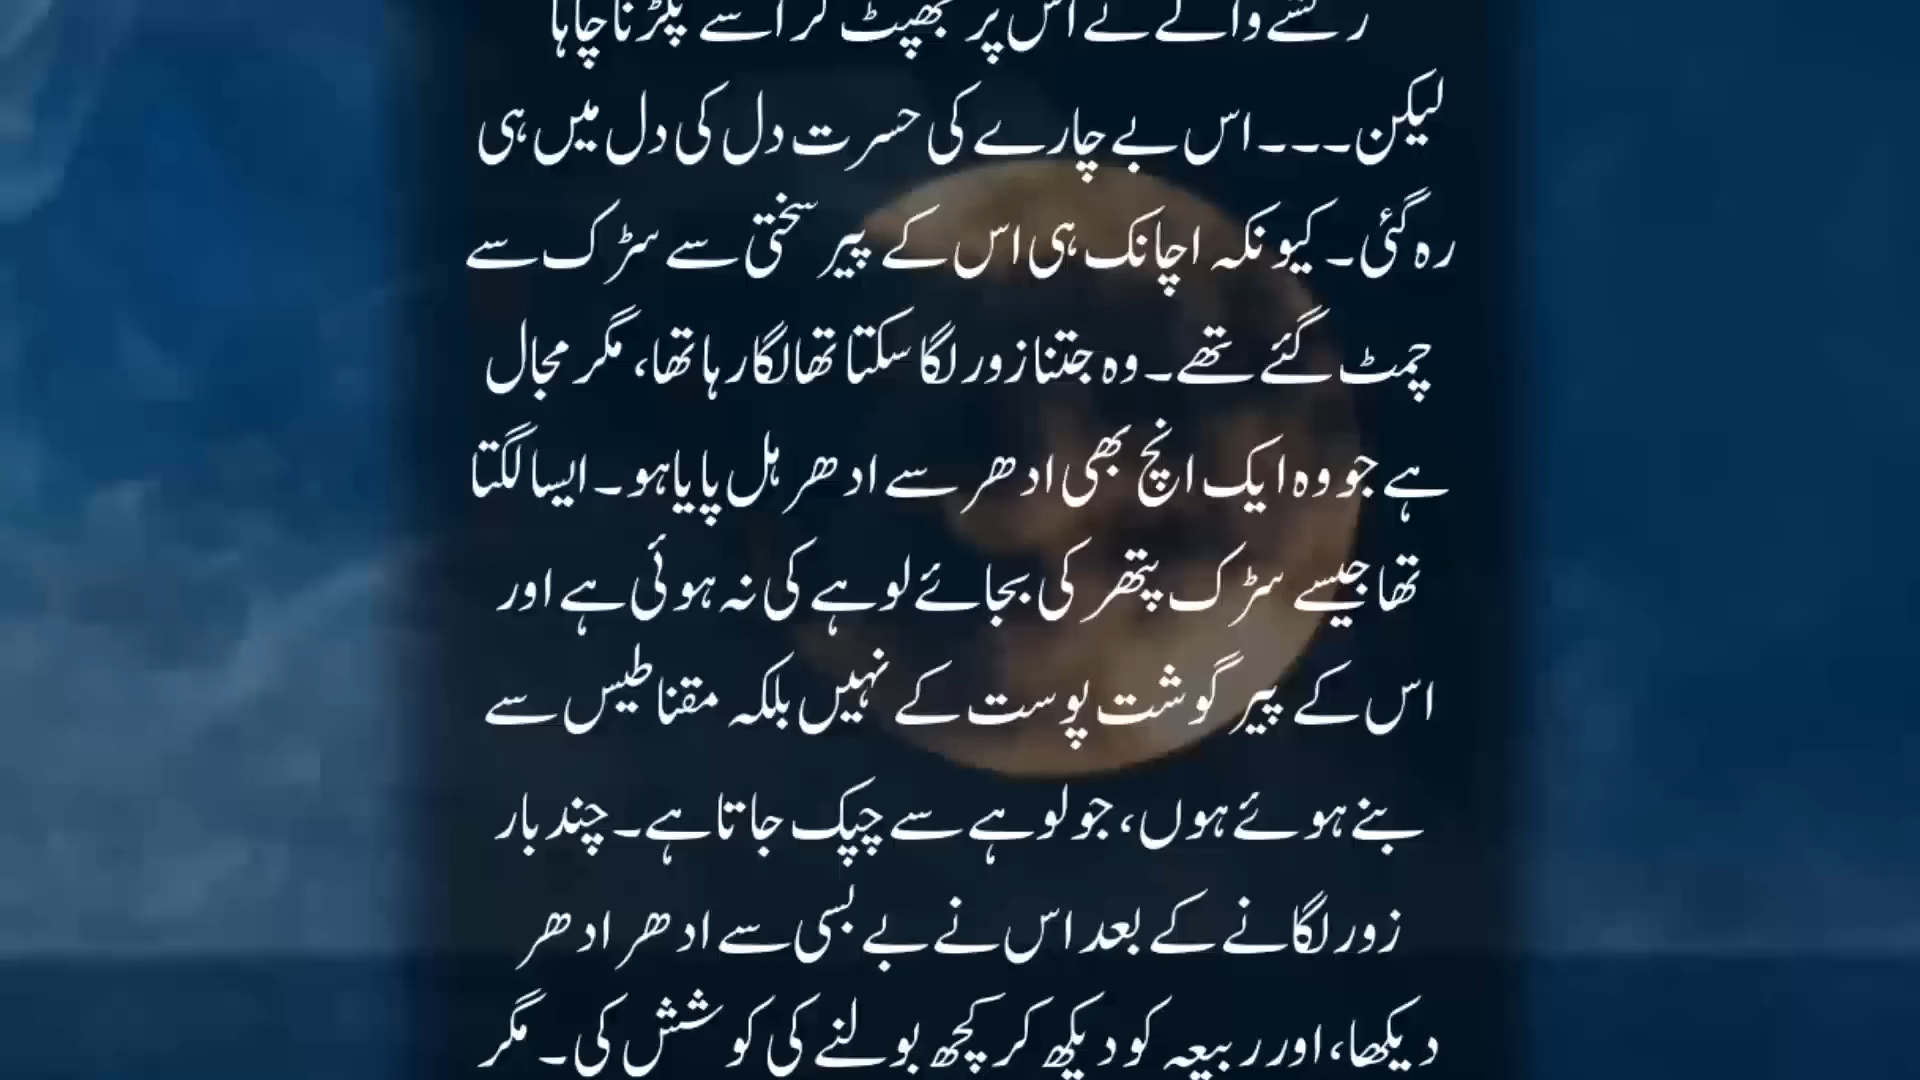 رکشے والے نے اس پر جھپٹ کر اسے پکڑنا چاہا
لیکن۔۔۔ اس بے چارے کی حسرت دل کی دل میں ہی
رہ گئی۔ کیونکہ اچانک ہی اس کے پیر سختی سے سڑک سے
چمٹ گئے تھے۔ وہ جتنا زور لگا سکتا تھا لگا رہا تھا، مگر مجال
ہے جو وہ ایک انچ بھی ادھر سے ادھر ہل پایا ہو۔ ایسا لگتا
تھا جیسے سڑک پتھر کی بجائے لوہے کی نہ ہوئی ہے اور
اس کے پیر گوشت پوست کے نہیں بلکہ مقناطیس سے
بنے ہوئے ہوں، جو لوہے سے چپک جاتا ہے۔ چند بار
زور لگانے کے بعد اس نے بے بسی سے ادھر ادھر
دیکھا، اور ربیعہ کو دیکھ کر کچھ بولنے کی کوشش کی۔ مگر